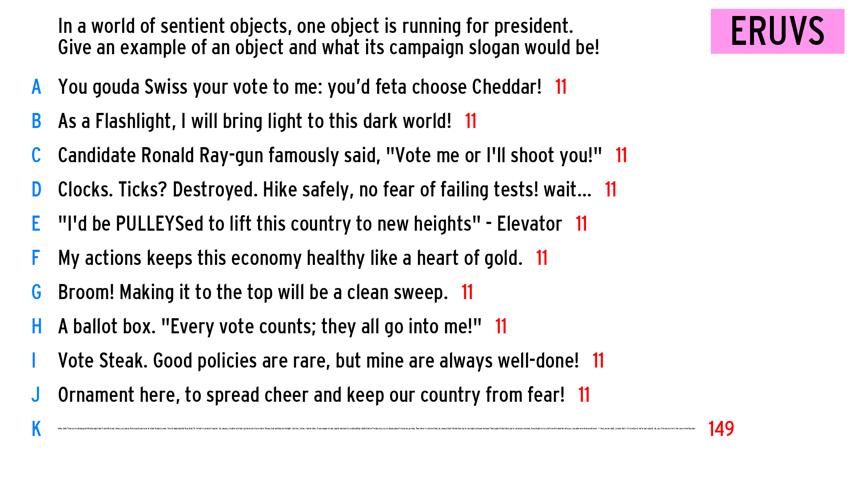 In a world of sentient objects, one object is running for president.
Give an example of an object and what its campaign slogan would be!
ERUVS
A You gouda Swiss your vote to me: you'd feta choose Cheddar! 11
B As a Flashlight, I will bring light to this dark world! 11
C Candidate Ronald Ray-gun famously said, "Vote me or I'll shoot you!" 11
D Clocks. Ticks? Destroyed. Hike safely, no fear of failing tests! wait... 11
E "I'd be PULLEYSed to lift this country to new heights" - Elevator 11
F My actions keeps this economy healthy like a heart of gold. 11
G Broom! Making it to the top will be a clean sweep. 11
H A ballot box. "Every vote counts; they all go into me!" 11
I Vote Steak. Good policies are rare, but mine are always well-done! 11
J Ornament here, to spread cheer and keep our country from fear! 11
K 149